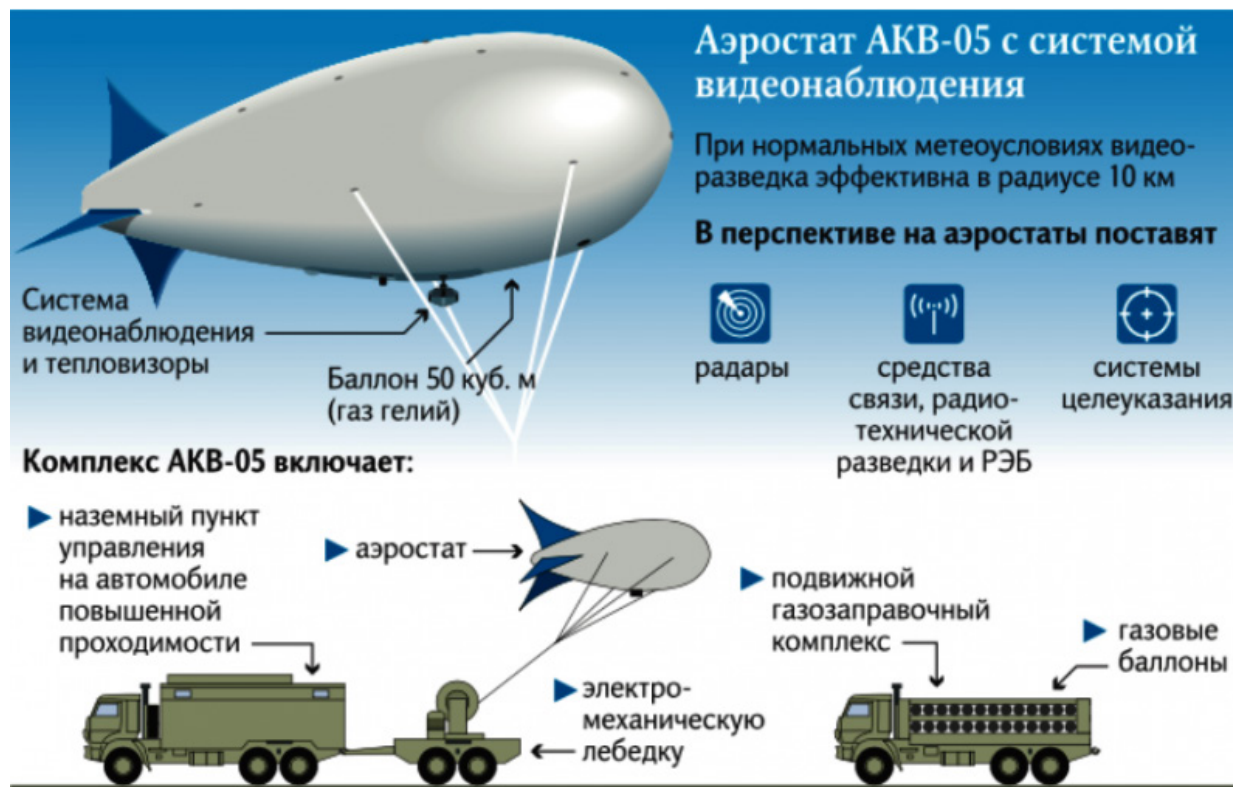 Аэростат АКВ-05 с системой
видеонаблюдения
При нормальных метеоусловиях видео-
разведка эффективна в радиусе 10 км
В перспективе на аэростаты поставят
радары
средства
связи, радио-
технической
разведки и РЭБ
системы
целеуказания
Система
видеонаблюдения
и тепловизоры
Баллон 50 куб. м
(газ гелий)
Комплекс АКВ-05 включает:
наземный пункт
управления
на автомобиле
повышенной
проходимости
аэростат
электро-
механическую
лебедку
подвижной
газозаправочный
комплекс
газовые
баллоны